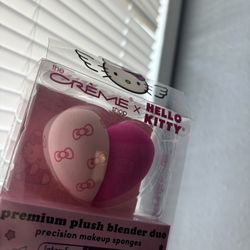 the
CRÈME × HELLO
shop KITTY
premium plush blender duo
precision makeup sponges